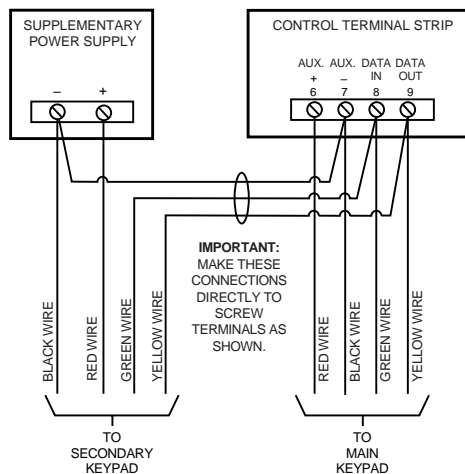 SUPPLEMENTARY
POWER SUPPLY
– +
CONTROL TERMINAL STRIP
AUX. AUX. DATA DATA
+ – IN OUT
6 7 8 9
IMPORTANT:
MAKE THESE
CONNECTIONS
DIRECTLY TO
SCREW
TERMINALS AS
SHOWN.
BLACK WIRE
RED WIRE
GREEN WIRE
YELLOW WIRE
RED WIRE
BLACK WIRE
GREEN WIRE
YELLOW WIRE
TO
SECONDARY
KEYPAD
TO
MAIN
KEYPAD